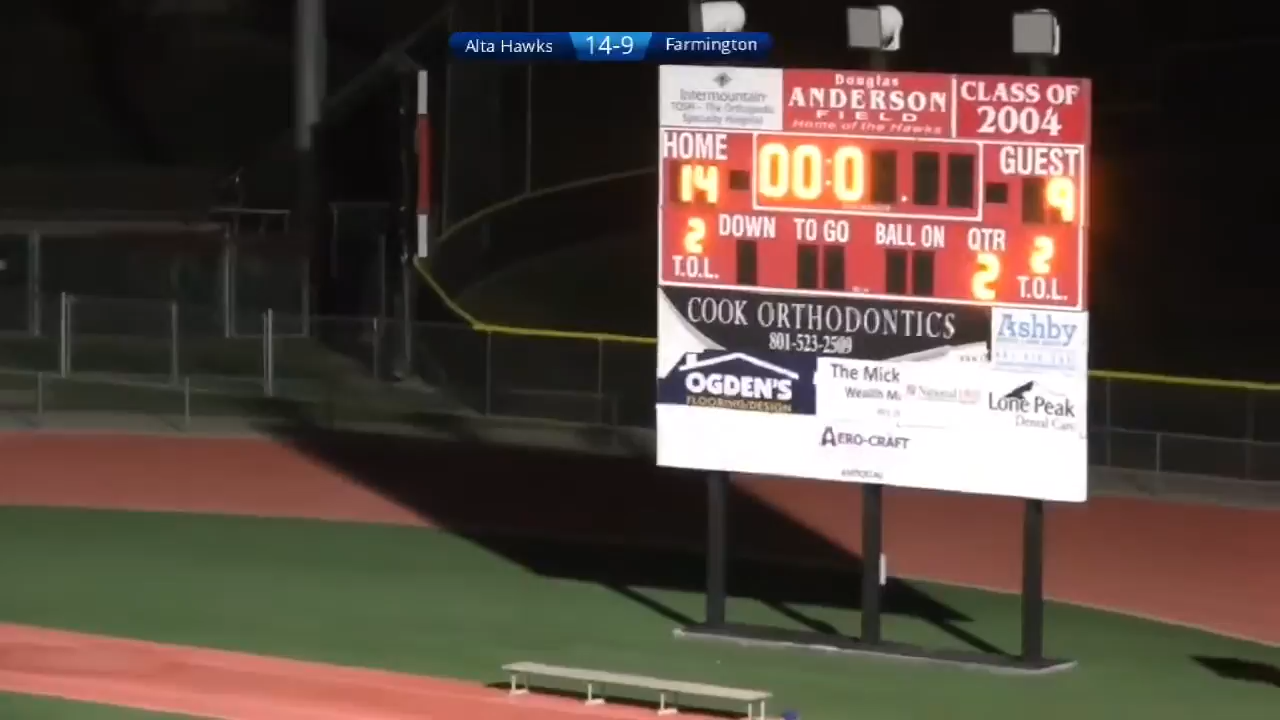 Alta Hawks 14-9 Farmington
Intermountain
TOSH - The Orthopedic
Specialty Hospital
Douglas
ANDERSON
FIELD
Home of the Hawks
CLASS OF
2004
HOME
14
00:0
GUEST
9
2
T.O.L.
DOWN
TO GO
BALL ON
QTR
2
2
T.O.L.
COOK ORTHODONTICS
801-523-2509
Ashby
OGDEN'S
FLOORING/DESIGN
The Mick
Wealth M
National
Lone Peak
Dental Care
AERO-CRAFT